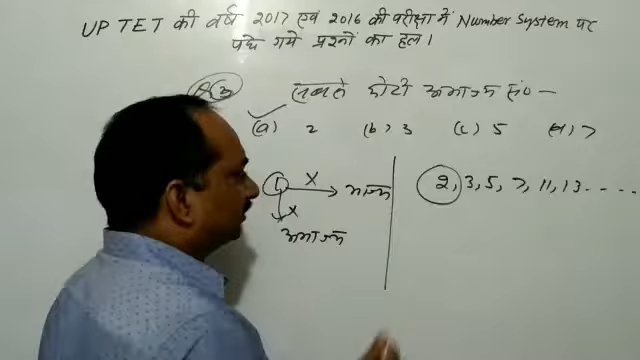 UP TET की वर्ष 2017 एवं 2016 की परीक्षा में Number System पर
पूछे गये प्रश्नों का हल।
सबसे छोटी अभाज्य सं० —
(a) 2 (b) 3 (c) 5 (d) 7
1 X भाज्य
X
अभाज्य
2, 3, 5, 7, 11, 13 - - - - -